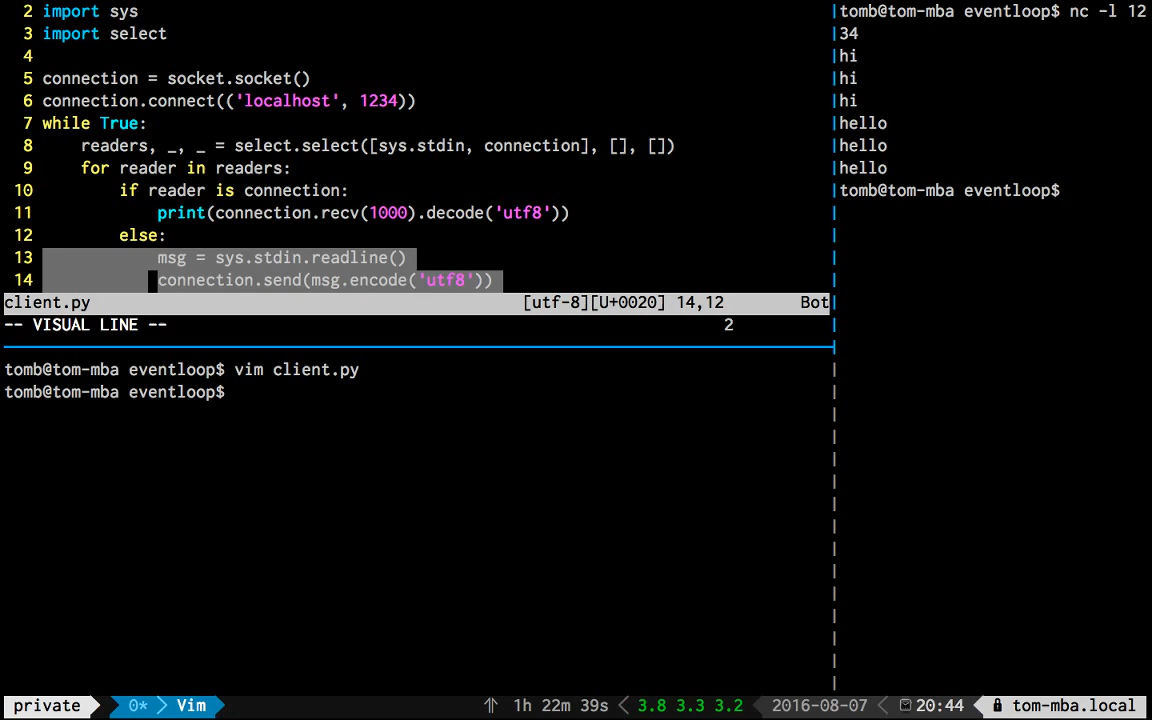 2 import sys
3 import select
4
5 connection = socket.socket()
6 connection.connect(('localhost', 1234))
7 while True:
8     readers, _, _ = select.select([sys.stdin, connection], [], [])
9     for reader in readers:
10         if reader is connection:
11             print(connection.recv(1000).decode('utf8'))
12         else:
13             msg = sys.stdin.readline()
14             connection.send(msg.encode('utf8'))
client.py [utf-8][U+0020] 14,12 Bot
-- VISUAL LINE -- 2
tomb@tom-mba eventloop$ vim client.py
tomb@tom-mba eventloop$
tomb@tom-mba eventloop$ nc -l 12
34
hi
hi
hi
hello
hello
hello
tomb@tom-mba eventloop$
private 0* Vim 1h 22m 39s 3.8 3.3 3.2 2016-08-07 20:44 tom-mba.local